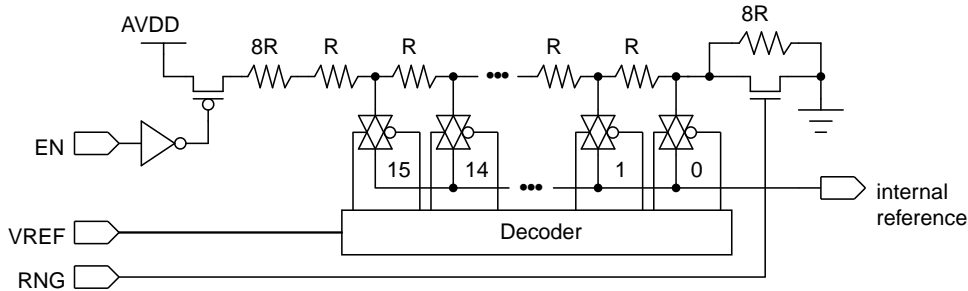 8R
AVDD
8R R R R R
EN
15 14 1 0
internal
reference
VREF
Decoder
RNG